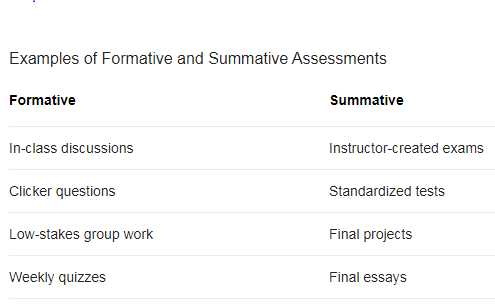 Examples of Formative and Summative Assessments
Formative Summative
In-class discussions Instructor-created exams
Clicker questions Standardized tests
Low-stakes group work Final projects
Weekly quizzes Final essays